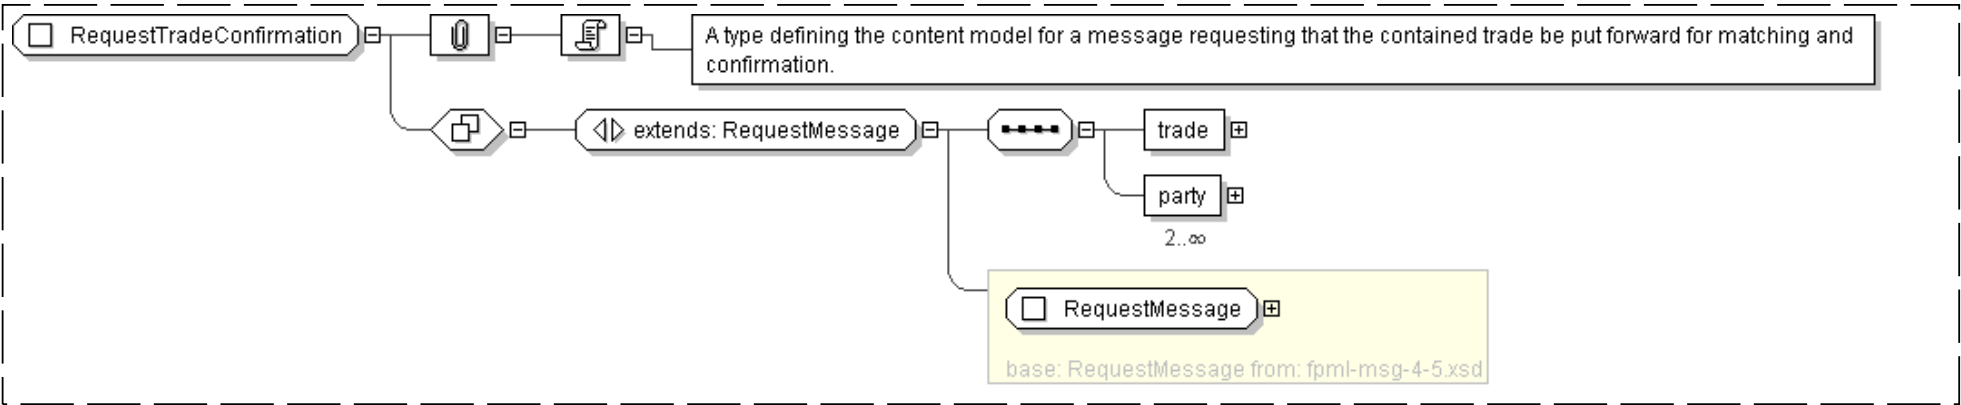 RequestTradeConfirmation
A type defining the content model for a message requesting that the contained trade be put forward for matching and
confirmation.
extends: RequestMessage
trade
party
2..∞
RequestMessage
base: RequestMessage from: fpml-msg-4-5.xsd